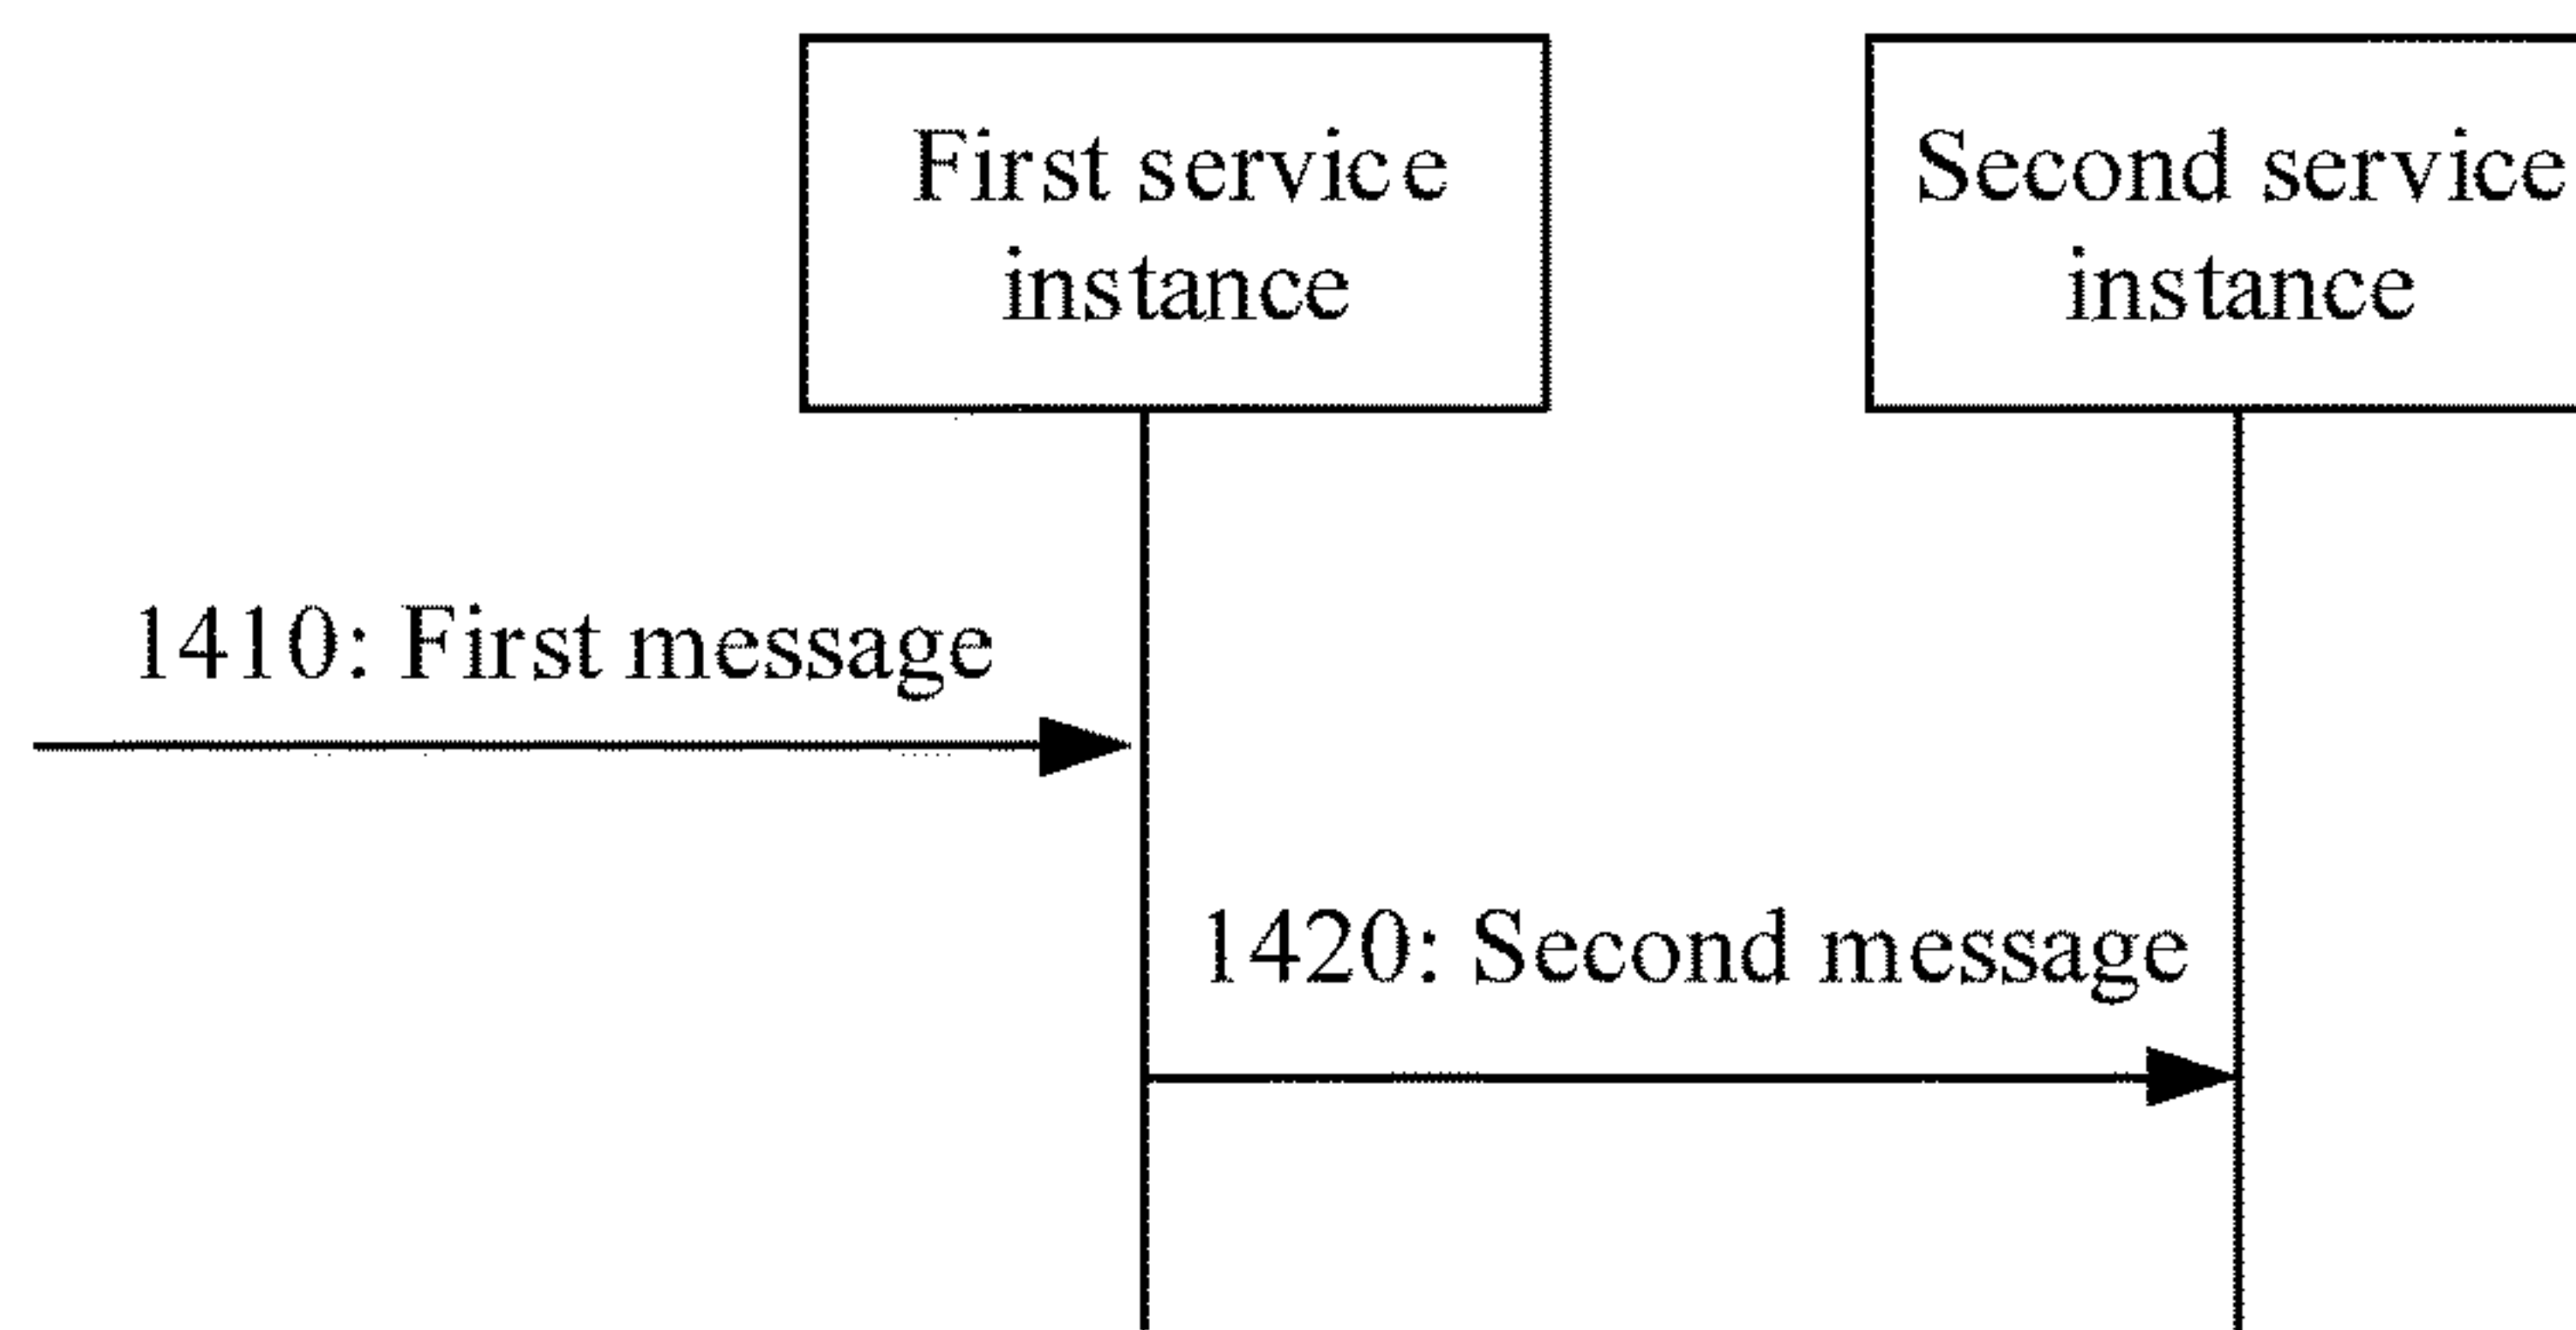 First service
instance
Second service
instance
1410: First message
1420: Second message